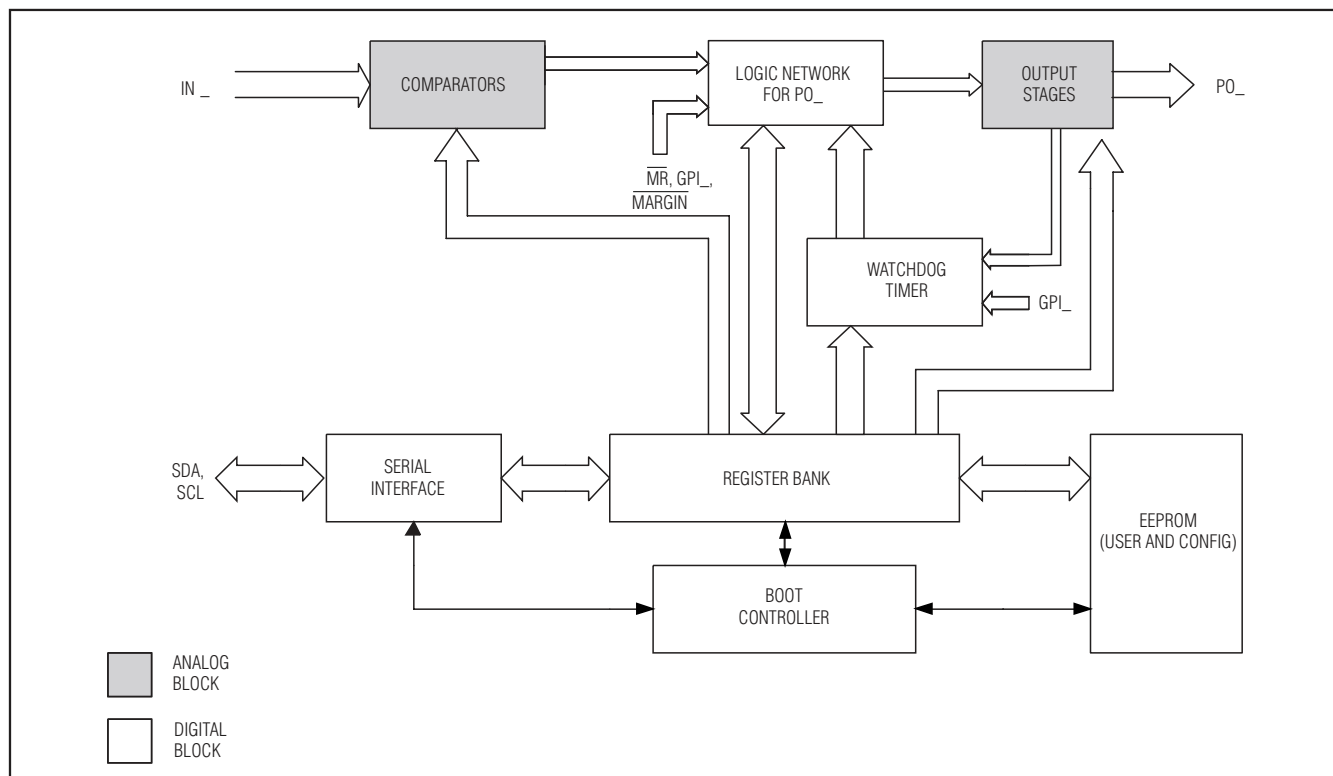 IN _
COMPARATORS
LOGIC NETWORK
FOR PO_
OUTPUT
STAGES
PO_
MR, GPI_,
MARGIN
WATCHDOG
TIMER
GPI_
SDA,
SCL
SERIAL
INTERFACE
REGISTER BANK
EEPROM
(USER AND CONFIG)
BOOT
CONTROLLER
ANALOG
BLOCK
DIGITAL
BLOCK